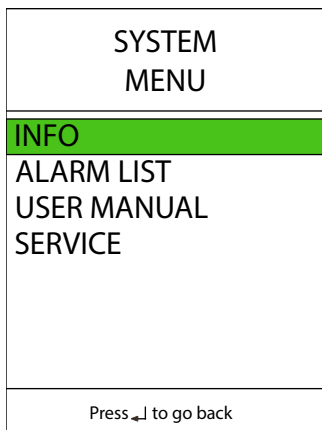 SYSTEM
MENU
INFO
ALARM LIST
USER MANUAL
SERVICE
Press ↵ to go back